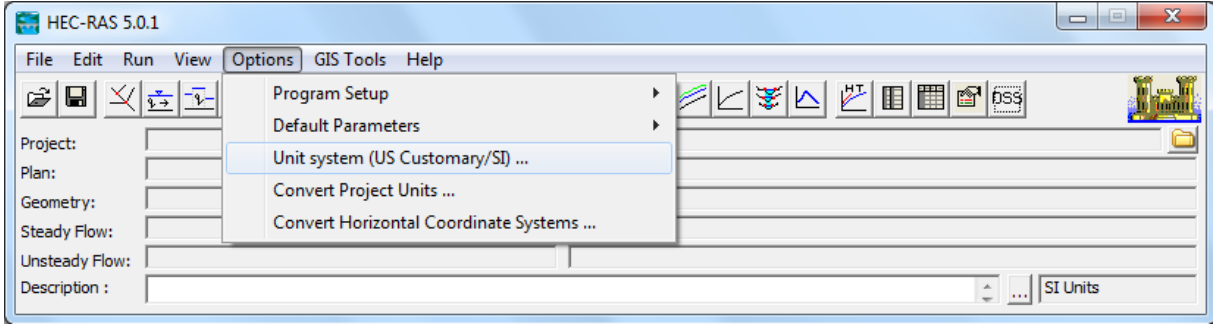 HEC-RAS 5.0.1
File Edit Run View Options GIS Tools Help
Program Setup
Default Parameters
Unit system (US Customary/SI) ...
Convert Project Units ...
Convert Horizontal Coordinate Systems ...
HT
DSS
Project:
Plan:
Geometry:
Steady Flow:
Unsteady Flow:
Description :
...
SI Units